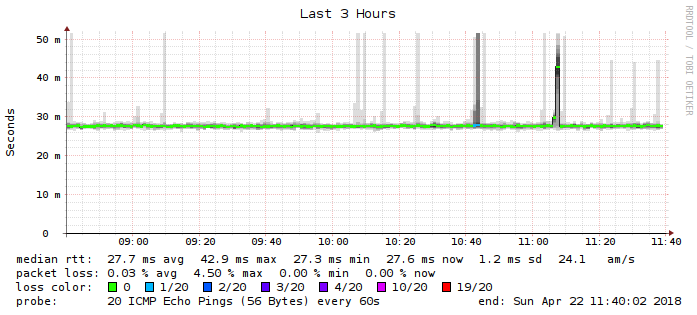 Last 3 Hours
RRDTOOL / TOBI OETIKER
Seconds
50 m
40 m
30 m
20 m
10 m
0
09:00 09:20 09:40 10:00 10:20 10:40 11:00 11:20 11:40
median rtt: 27.7 ms avg 42.9 ms max 27.3 ms min 27.6 ms now 1.2 ms sd 24.1 am/s
packet loss: 0.03 % avg 4.50 % max 0.00 % min 0.00 % now
loss color: 0 1/20 2/20 3/20 4/20 10/20 19/20
probe: 20 ICMP Echo Pings (56 Bytes) every 60s end: Sun Apr 22 11:40:02 2018